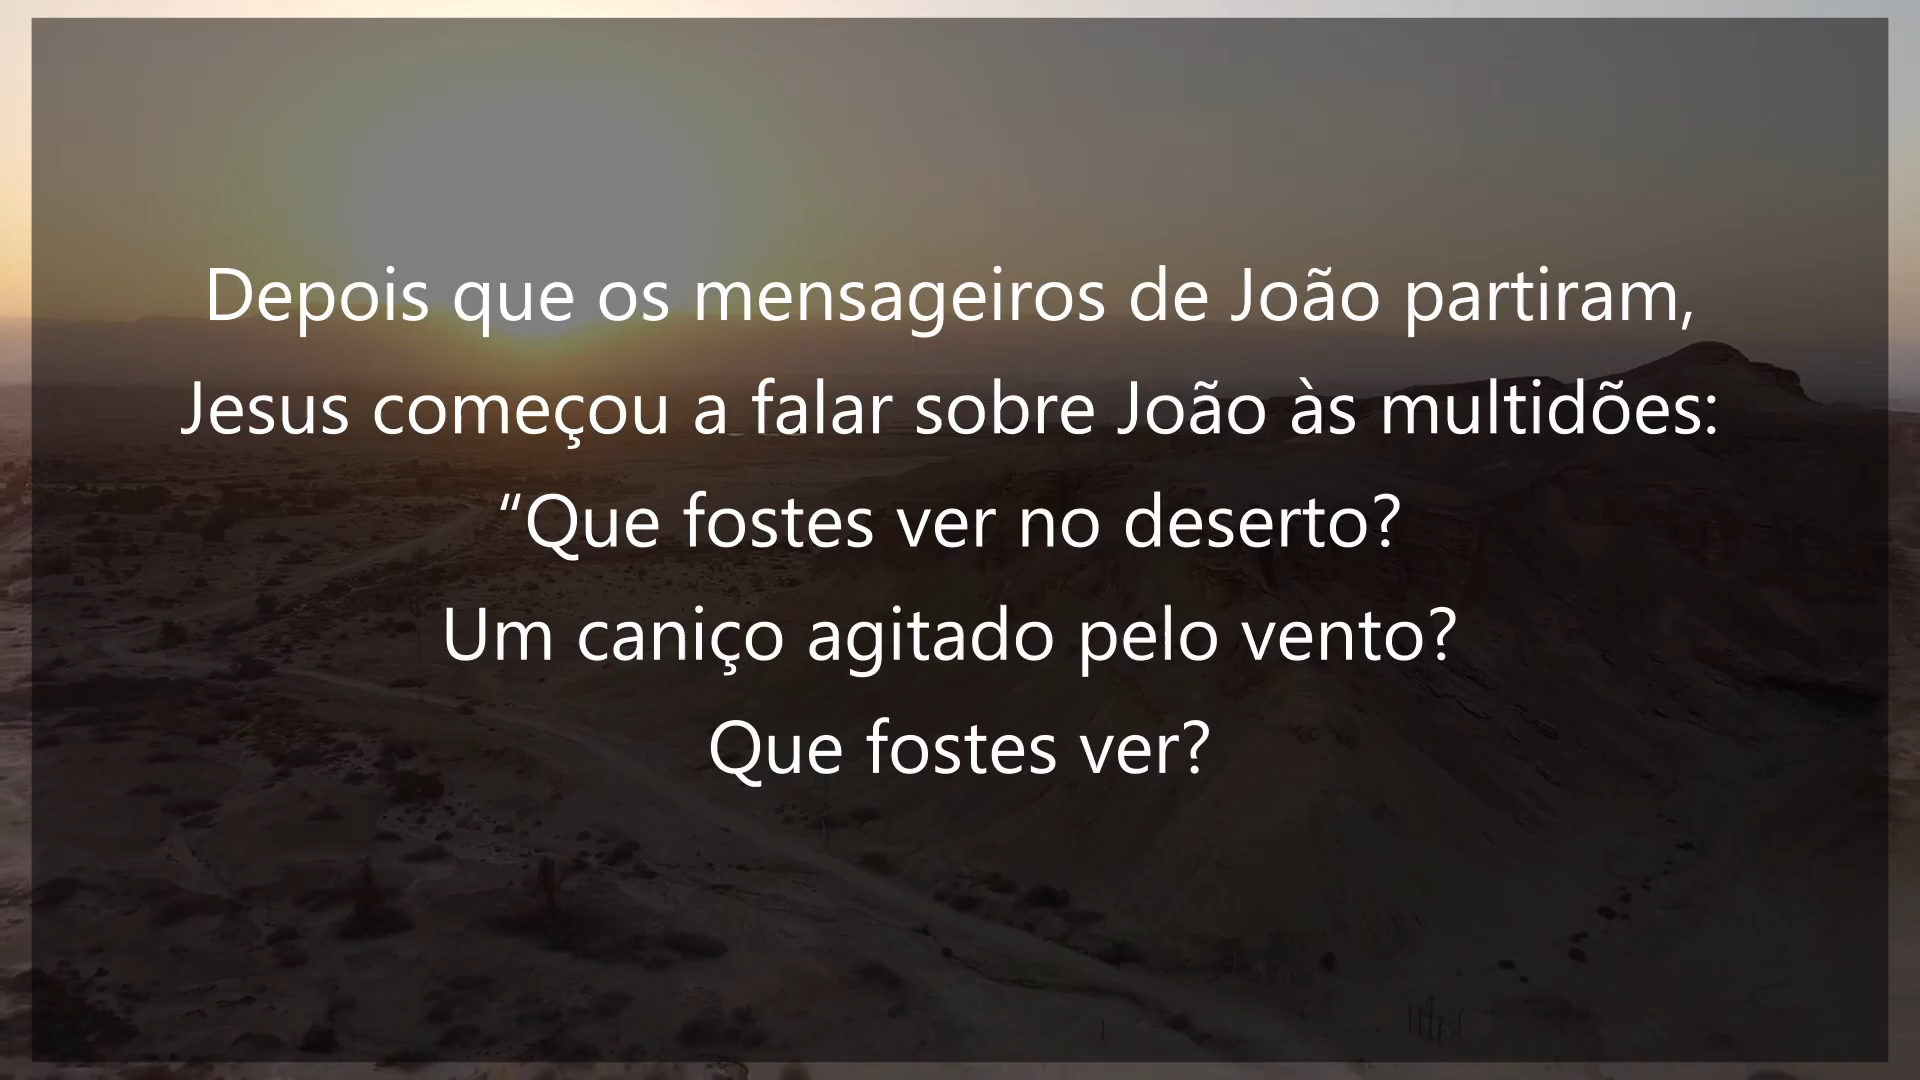 Depois que os mensageiros de João partiram,
Jesus começou a falar sobre João às multidões:
“Que fostes ver no deserto?
Um caniço agitado pelo vento?
Que fostes ver?